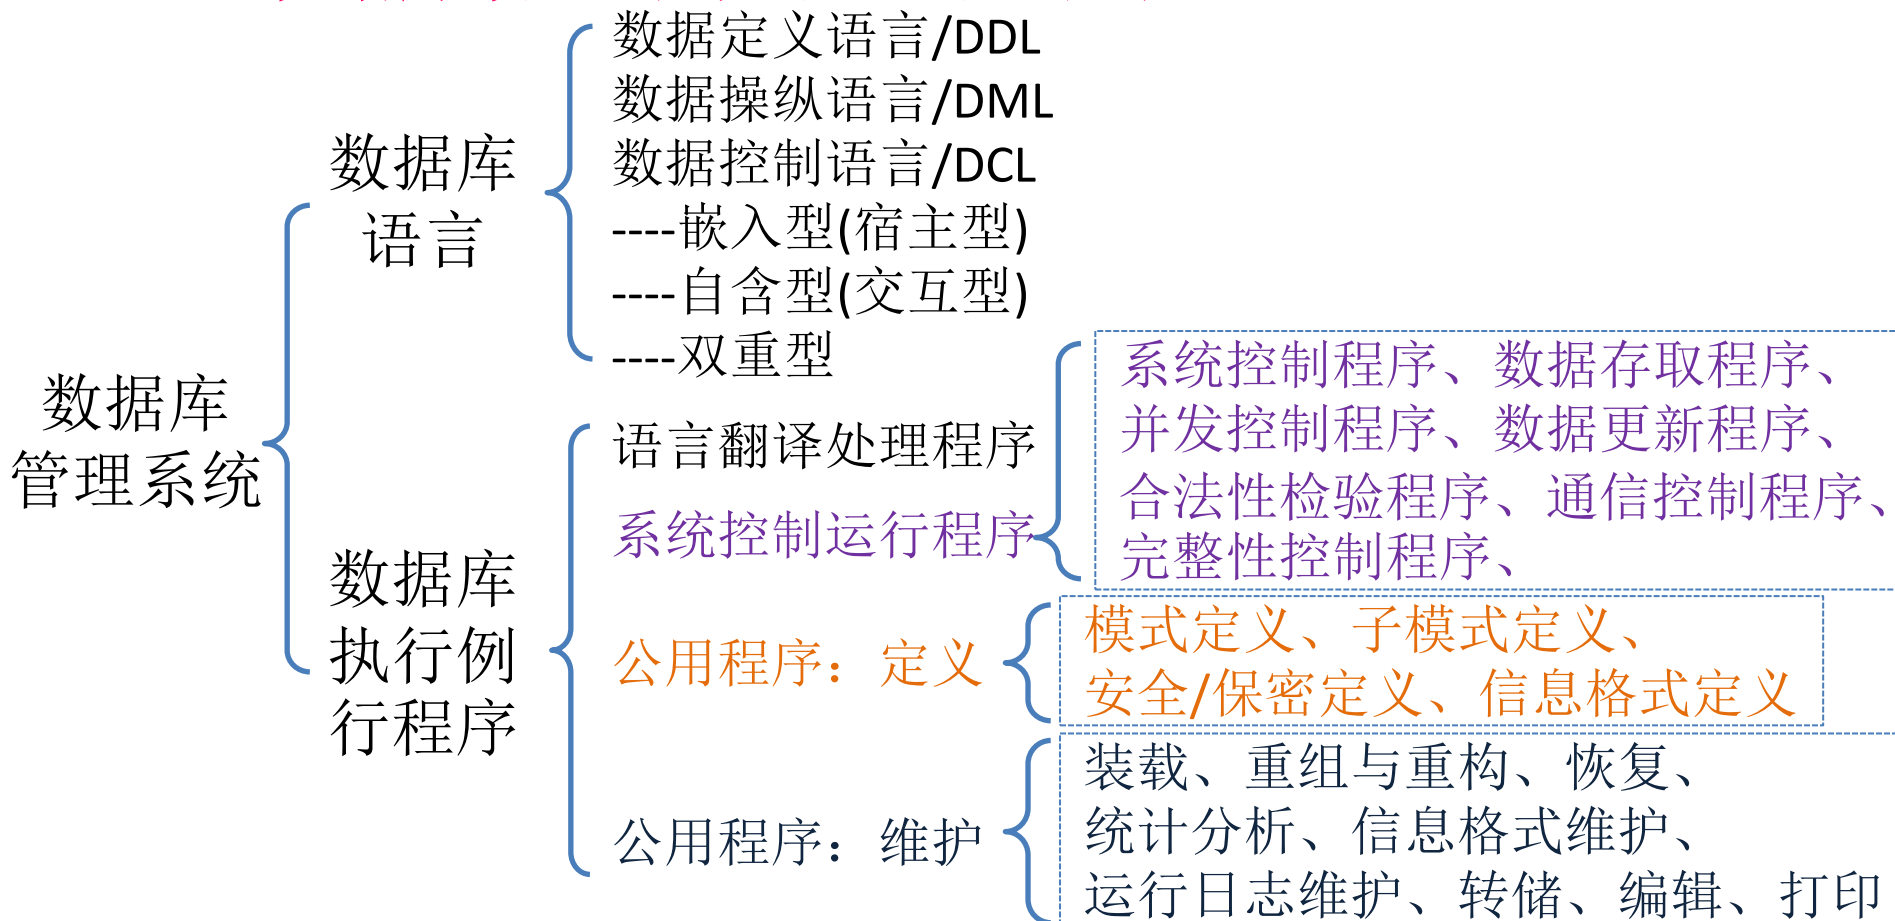 数据定义语言/DDL
数据操纵语言/DML
数据控制语言/DCL
----嵌入型(宿主型)
----自含型(交互型)
----双重型
数据库
语言
数据库
管理系统
数据库
执行例
行程序
语言翻译处理程序
系统控制运行程序
系统控制程序、数据存取程序、
并发控制程序、数据更新程序、
合法性检验程序、通信控制程序、
完整性控制程序、
公用程序：定义
模式定义、子模式定义、
安全/保密定义、信息格式定义
公用程序：维护
装载、重组与重构、恢复、
统计分析、信息格式维护、
运行日志维护、转储、编辑、打印